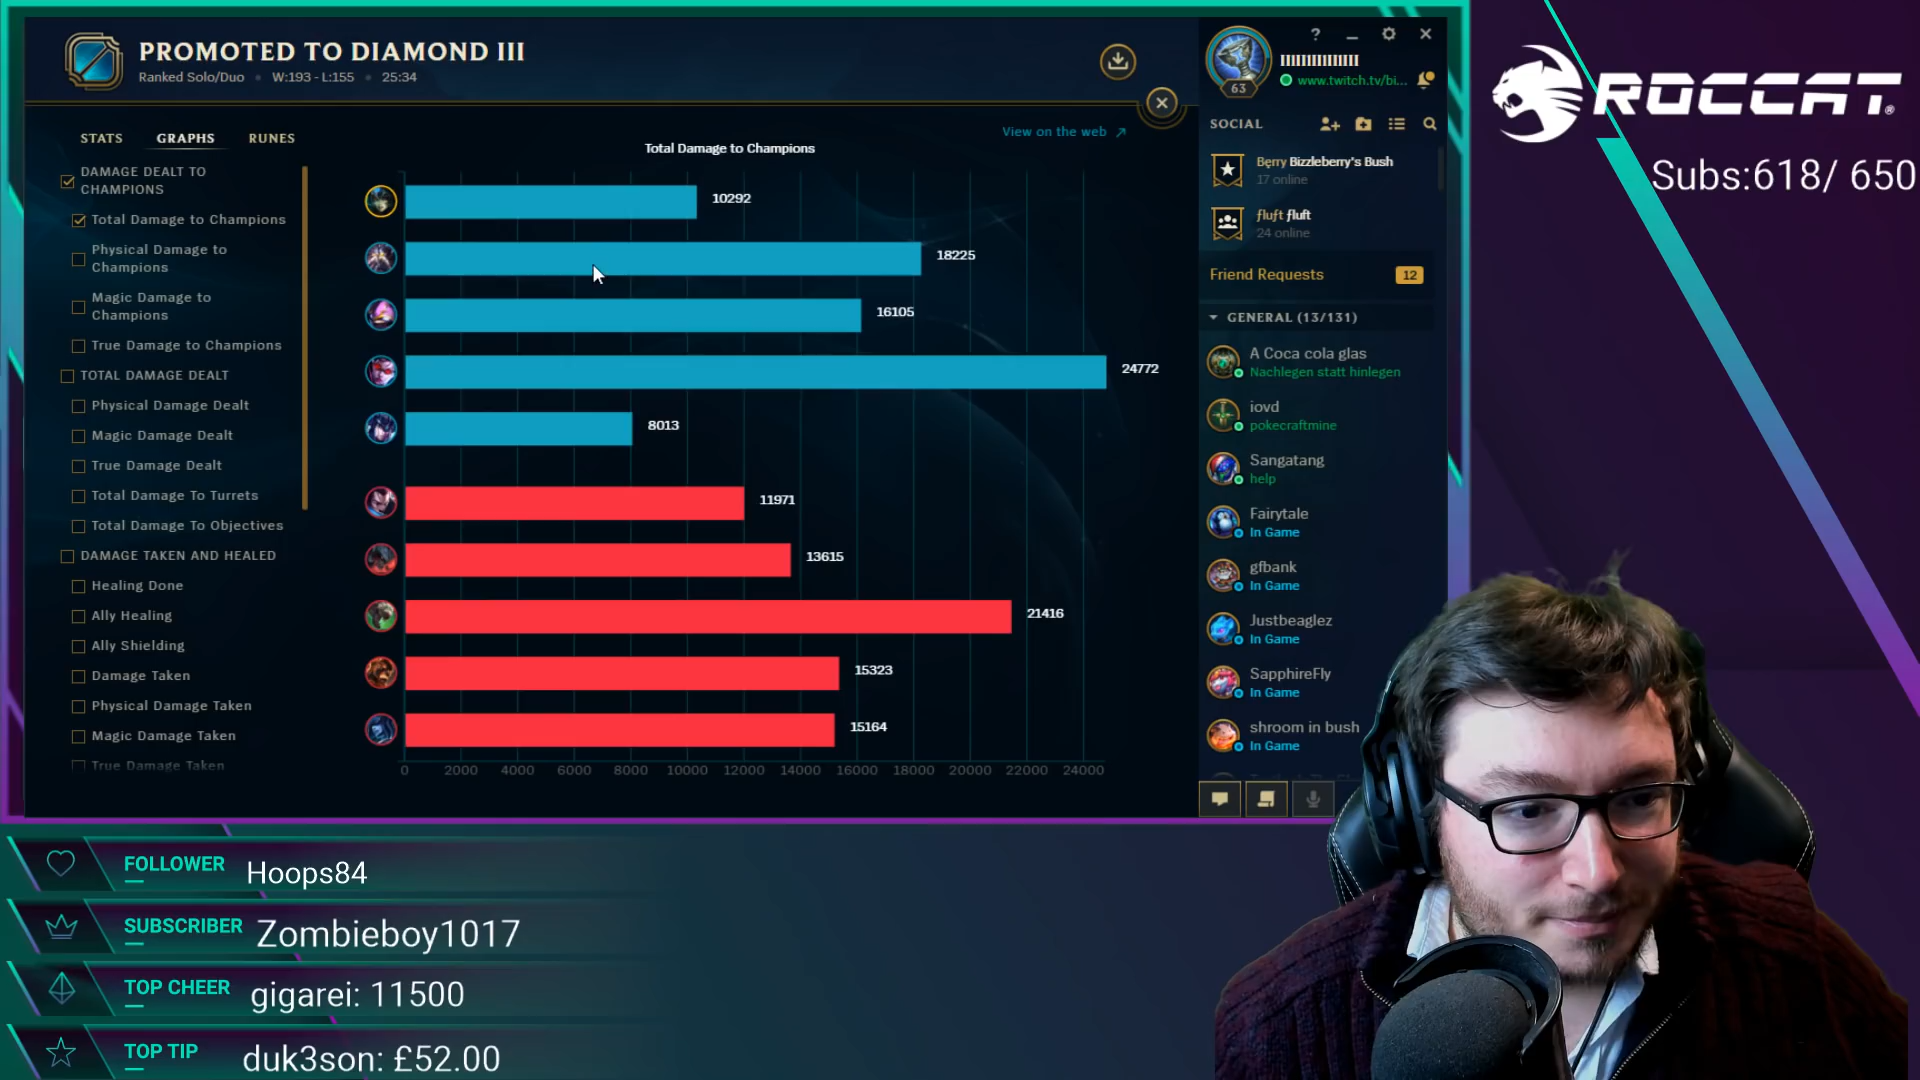 PROMOTED TO DIAMOND III
Ranked Solo/Duo • W:193 - L:155 • 25:34
STATS GRAPHS RUNES
View on the web
DAMAGE DEALT TO
CHAMPIONS
Total Damage to Champions
Physical Damage to
Champions
Magic Damage to
Champions
True Damage to Champions
TOTAL DAMAGE DEALT
Physical Damage Dealt
Magic Damage Dealt
True Damage Dealt
Total Damage To Turrets
Total Damage To Objectives
DAMAGE TAKEN AND HEALED
Healing Done
Ally Healing
Ally Shielding
Damage Taken
Physical Damage Taken
Magic Damage Taken
True Damage Taken
Total Damage to Champions
10292
18225
16105
24772
8013
11971
13615
21416
15323
15164
0 2000 4000 6000 8000 10000 12000 14000 16000 18000 20000 22000 24000
?
63
www.twitch.tv/bi...
SOCIAL
Berry Bizzleberry's Bush
17 online
fluft fluft
24 online
Friend Requests 12
GENERAL (13/131)
A Coca cola glas
Nachlegen statt hinlegen
iovd
pokecraftmine
Sangatang
help
Fairytale
In Game
gfbank
In Game
Justbeaglez
In Game
SapphireFly
In Game
shroom in bush
In Game
ROCCAT®
Subs:618/ 650
FOLLOWER Hoops84
SUBSCRIBER Zombieboy1017
TOP CHEER gigarei: 11500
TOP TIP duk3son: £52.00